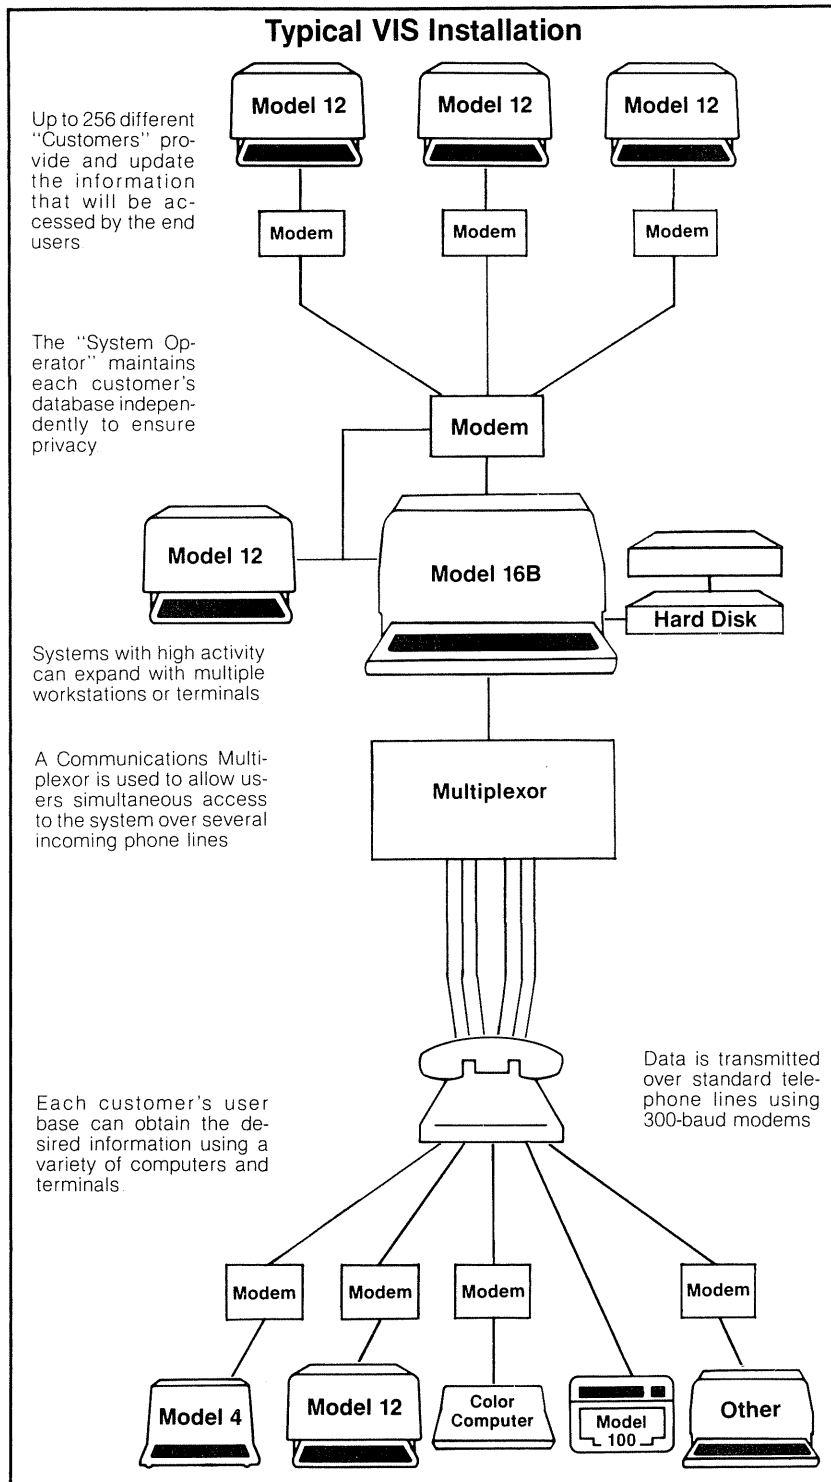 Typical VIS Installation
Model 12
Model 12
Model 12
Up to 256 different
"Customers" pro-
vide and update
the information
that will be ac-
cessed by the end
users
Modem
Modem
Modem
The "System Op-
erator" maintains
each customer's
database indepen-
dently to ensure
privacy
Modem
Model 12
Model 16B
Hard Disk
Systems with high activity
can expand with multiple
workstations or terminals
A Communications Multi-
plexor is used to allow us-
ers simultaneous access
to the system over several
incoming phone lines
Multiplexor
Data is transmitted
over standard tele-
phone lines using
300-baud modems
Each customer's user
base can obtain the de-
sired information using a
variety of computers and
terminals.
Modem
Modem
Modem
Modem
Model 4
Model 12
Color
Computer
Model
100
Other